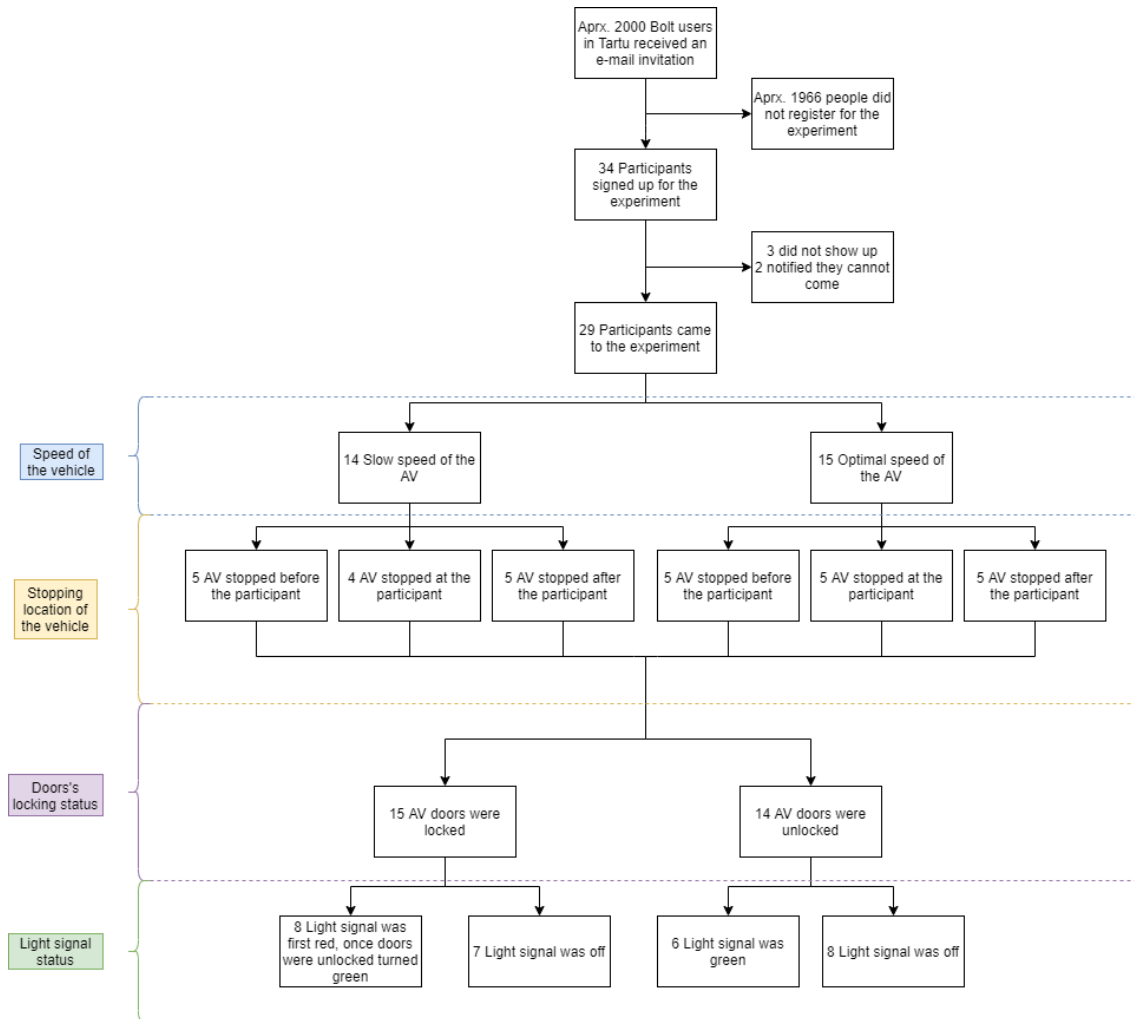 Aprx. 2000 Bolt users
in Tartu received an
e-mail invitation
Aprx. 1966 people did
not register for the
experiment
34 Participants
signed up for the
experiment
3 did not show up
2 notified they cannot
come
29 Participants came
to the experiment
Speed of
the vehicle
14 Slow speed of the
AV
15 Optimal speed of
the AV
Stopping
location of
the vehicle
5 AV stopped before
the participant
4 AV stopped at the
participant
5 AV stopped after
the participant
5 AV stopped before
the participant
5 AV stopped at the
participant
5 AV stopped after
the participant
Doors's
locking status
15 AV doors were
locked
14 AV doors were
unlocked
Light signal
status
8 Light signal was
first red, once doors
were unlocked turned
green
7 Light signal was off
6 Light signal was
green
8 Light signal was off